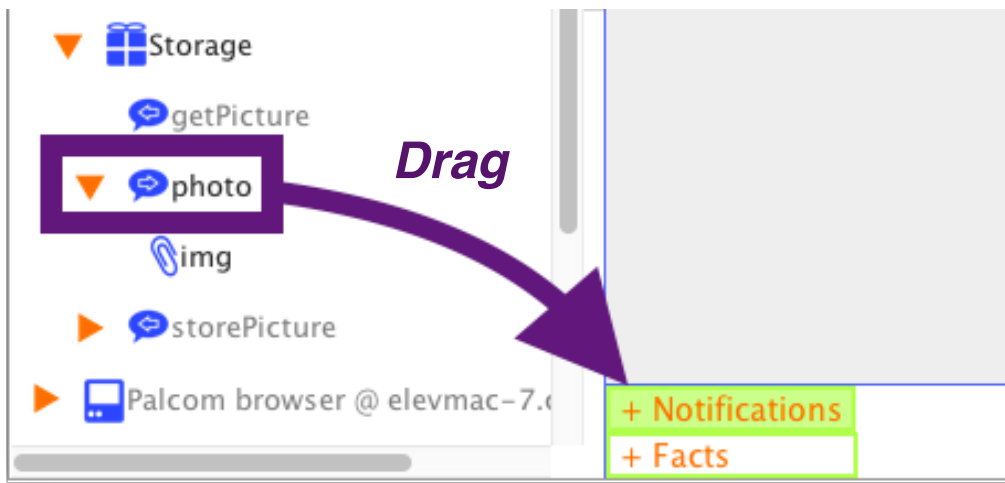 Storage
getPicture
photo
Drag
img
storePicture
Palcom browser @ elevmac-7.
+ Notifications
+ Facts